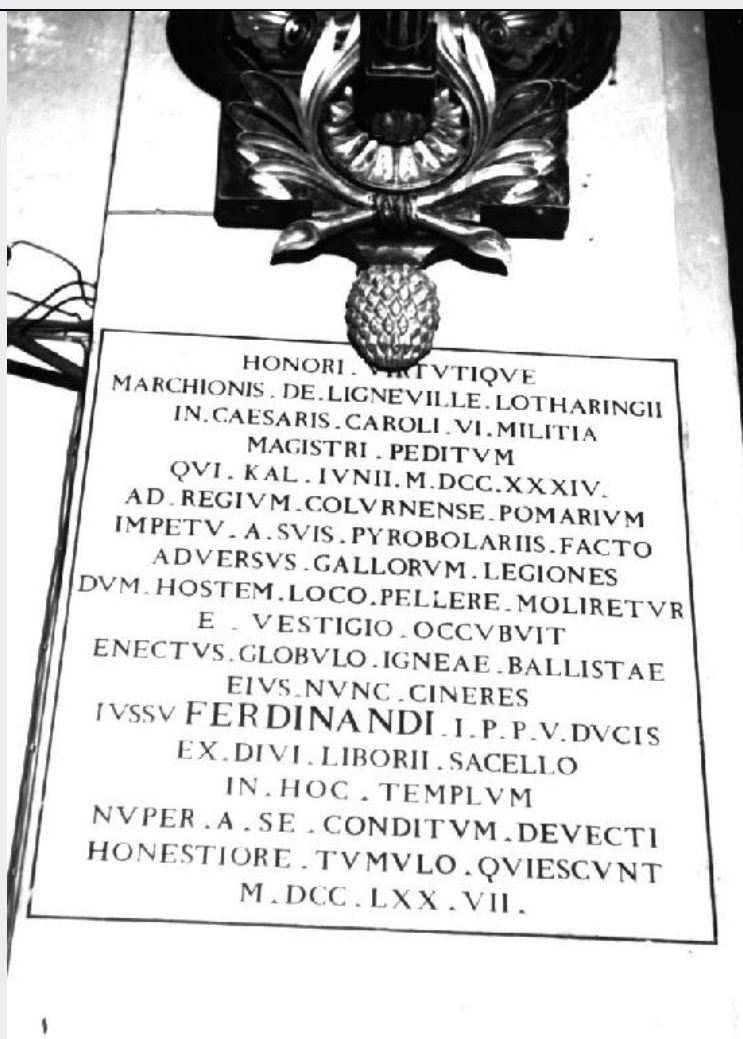 HONORI . VIRTVTIQVE
MARCHIONIS . DE . LIGNEVILLE . LOTHARINGII
IN . CAESARIS . CAROLI . VI . MILITIA
MAGISTRI . PEDITVM
QVI . KAL . IVNII . M . DCC . XXXIV .
AD . REGIVM . COLVRNENSE . POMARIVM
IMPETV . A . SVIS . PYROBOLARIIS . FACTO
ADVERSVS . GALLORVM . LEGIONES
DVM . HOSTEM . LOCO . PELLERE . MOLIRETVR
E . VESTIGIO . OCCVBVIT
ENECTVS . GLOBVLO . IGNEAE . BALLISTAE
EIVS . NVNC . CINERES
IVSSV FERDINANDI . I . P . P . V . DVCIS
EX . DIVI . LIBORII . SACELLO
IN . HOC . TEMPLVM
NVPER . A . SE . CONDITVM . DEVECTI
HONESTIORE . TVMVLO . QVIESCVNT
M . DCC . LXX . VII .